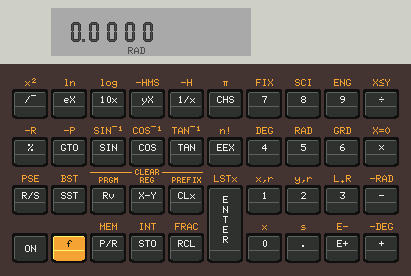 0.0000
RAD
x² ln log →HMS →H π FIX SCI ENG X≤Y
√‾ eX 10x yX 1/x CHS 7 8 9 ÷
→R →P SIN⁻¹ COS⁻¹ TAN⁻¹ n! DEG RAD GRD X=0
% GTO SIN COS TAN EEX 4 5 6 ×
PSE BST CLEAR LSTx x,r y,r L.R →RAD
PRGM REG PREFIX
R/S SST Rv X-Y CLx ENTER 1 2 3 −
MEM INT FRAC x s E- →DEG
ON f P/R STO RCL 0 . E+ +